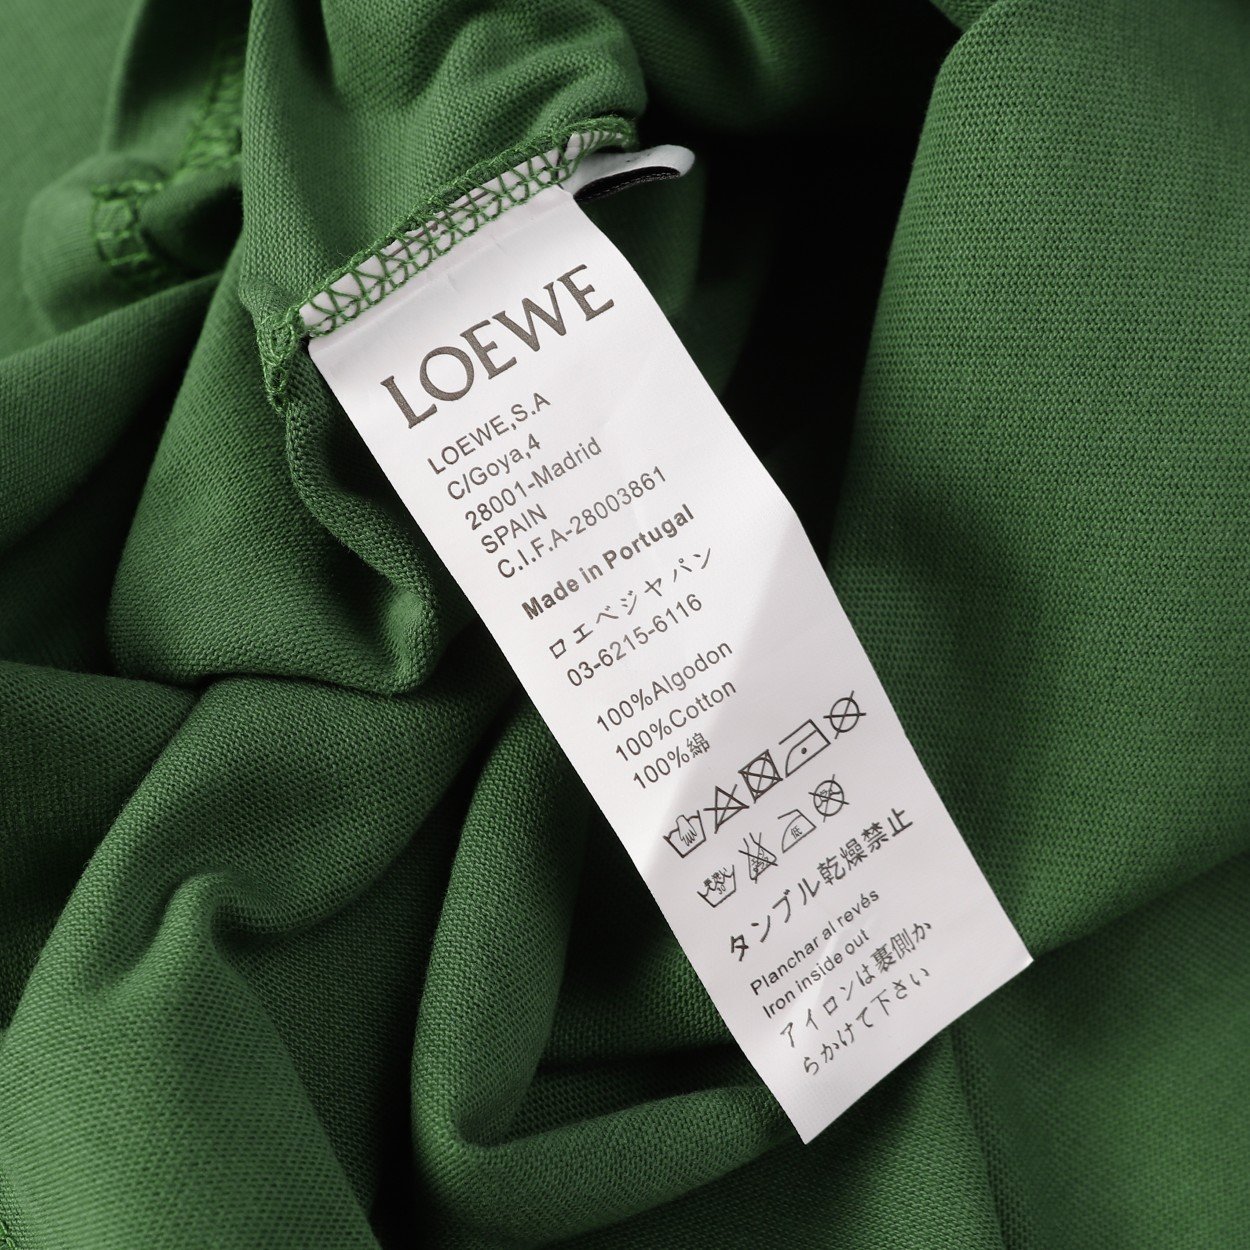 LOEWE
LOEWE,S.A
C/Goya,4
28001-Madrid
SPAIN
C.I.F.A-28003861
Made in Portugal
ロエベジャパン
03-6215-6116
100%Algodon
100%Cotton
100%綿
低
タンブル乾燥禁止
Planchar al revés
Iron inside out
アイロンは裏側か
らかけて下さい